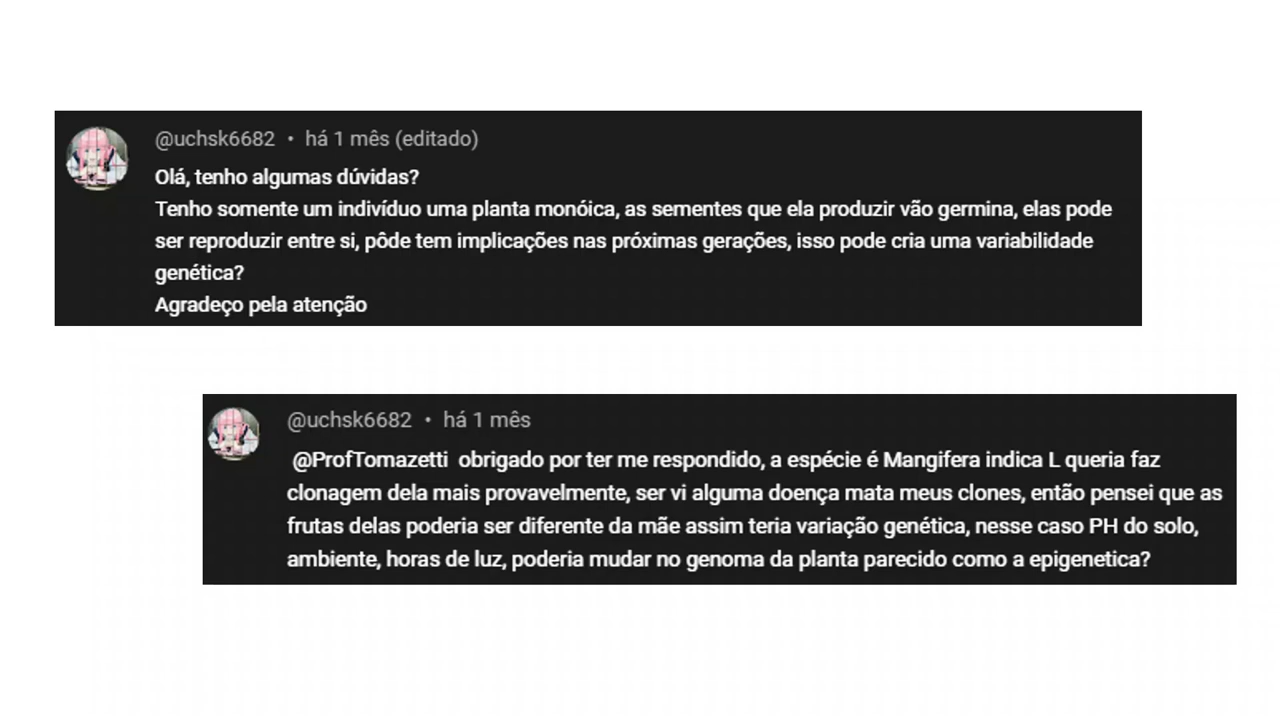 @uchsk6682 • há 1 mês (editado)
Olá, tenho algumas dúvidas?
Tenho somente um indivíduo uma planta monóica, as sementes que ela produzir vão germina, elas pode
ser reproduzir entre si, pôde tem implicações nas próximas gerações, isso pode cria uma variabilidade
genética?
Agradeço pela atenção
@uchsk6682 • há 1 mês
@ProfTomazetti obrigado por ter me respondido, a espécie é Mangifera indica L queria faz
clonagem dela mais provavelmente, ser vi alguma doença mata meus clones, então pensei que as
frutas delas poderia ser diferente da mãe assim teria variação genética, nesse caso PH do solo,
ambiente, horas de luz, poderia mudar no genoma da planta parecido como a epigenetica?